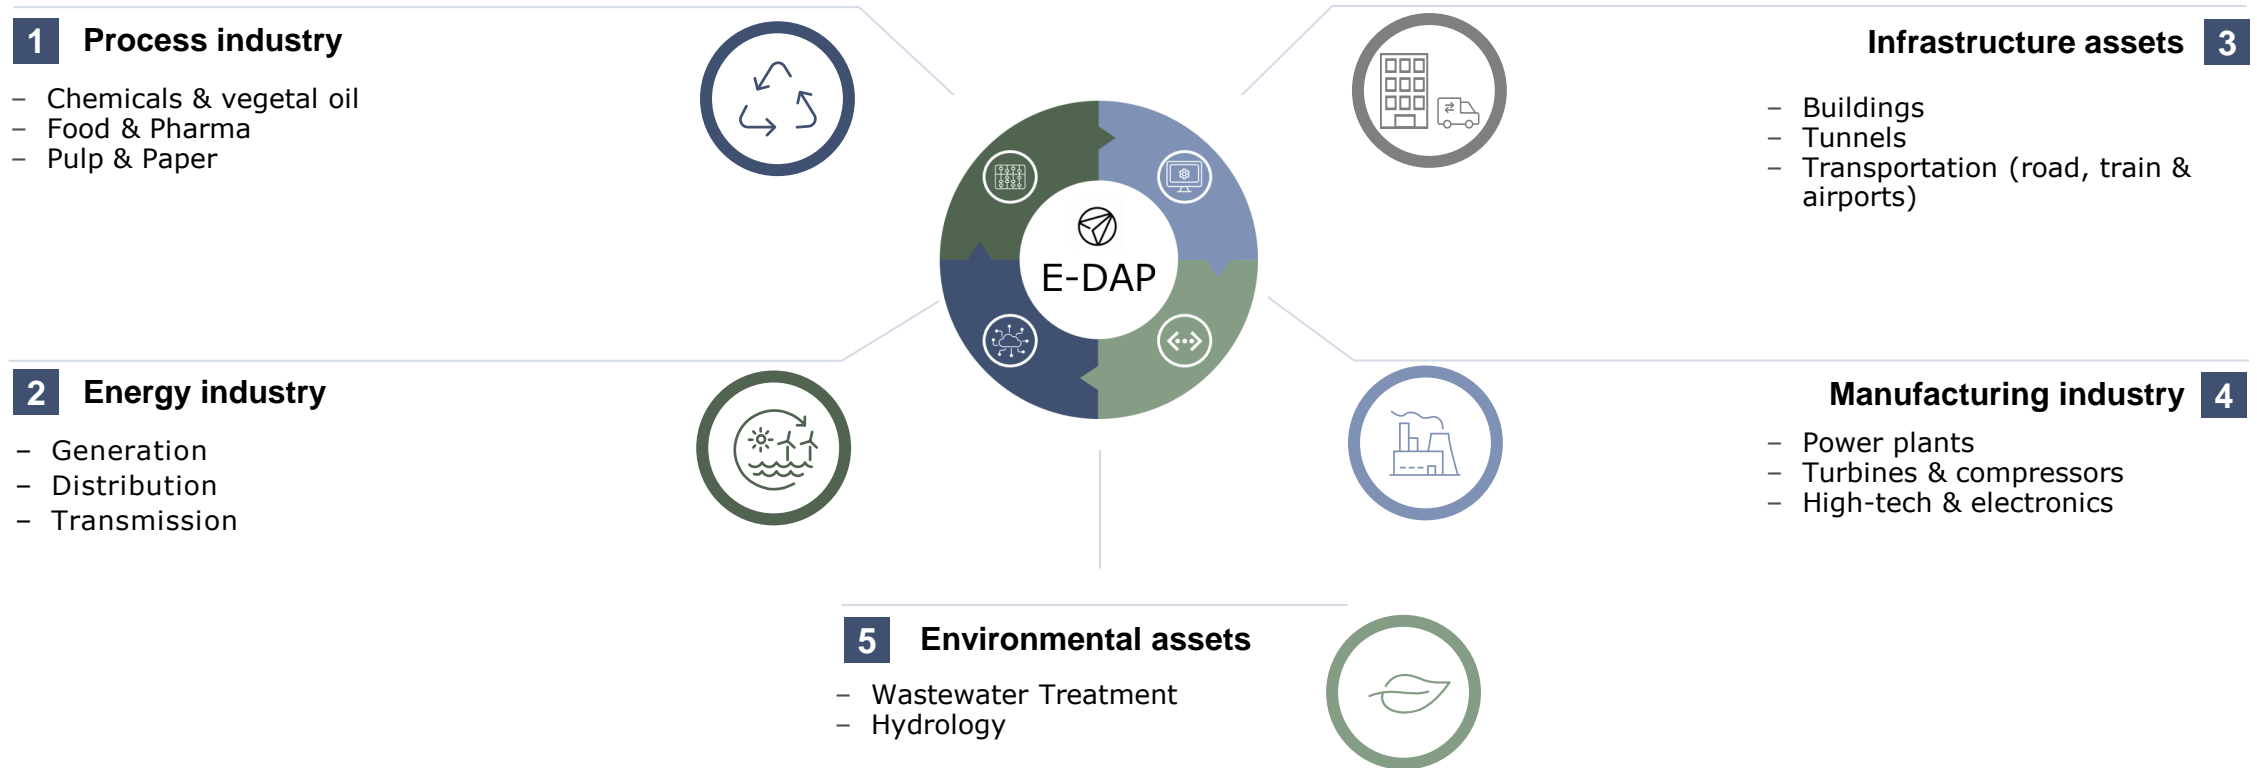 1 Process industry
– Chemicals & vegetal oil
– Food & Pharma
– Pulp & Paper
2 Energy industry
– Generation
– Distribution
– Transmission
E-DAP
Infrastructure assets 3
– Buildings
– Tunnels
– Transportation (road, train &
airports)
Manufacturing industry 4
– Power plants
– Turbines & compressors
– High-tech & electronics
5 Environmental assets
– Wastewater Treatment
– Hydrology